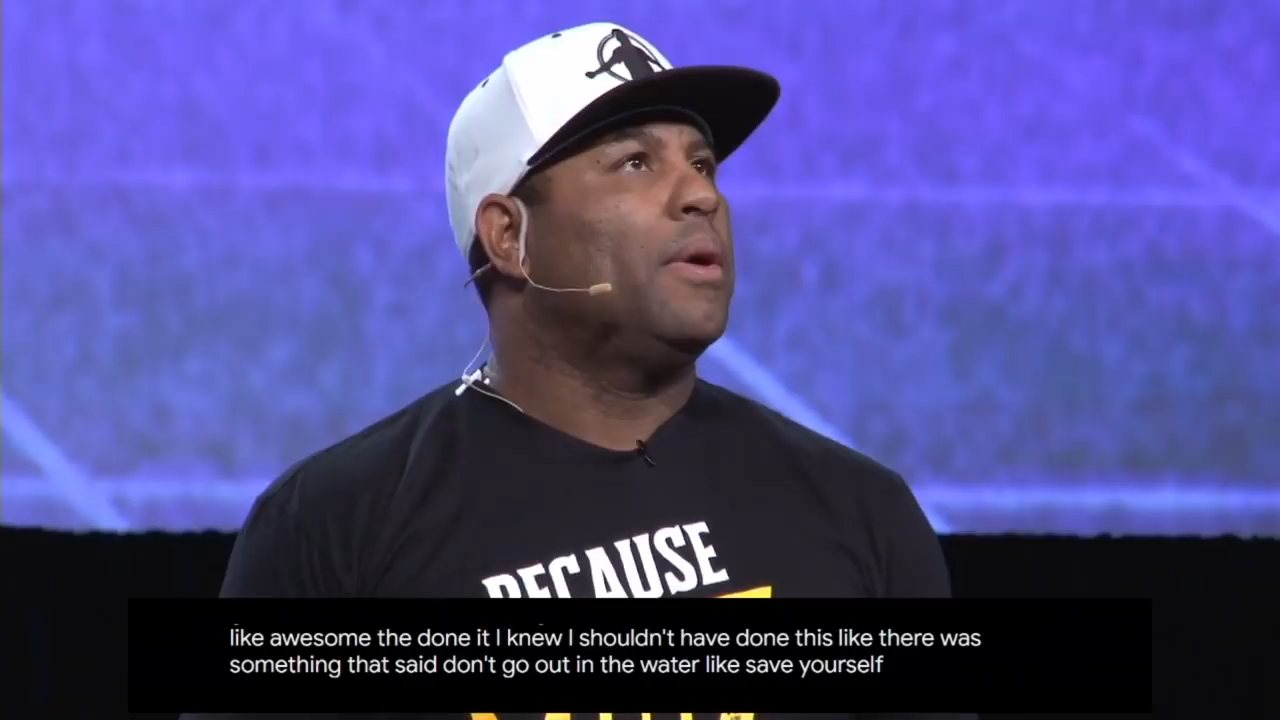 BECAUSE
like awesome the done it I knew I shouldn't have done this like there was
something that said don't go out in the water like save yourself